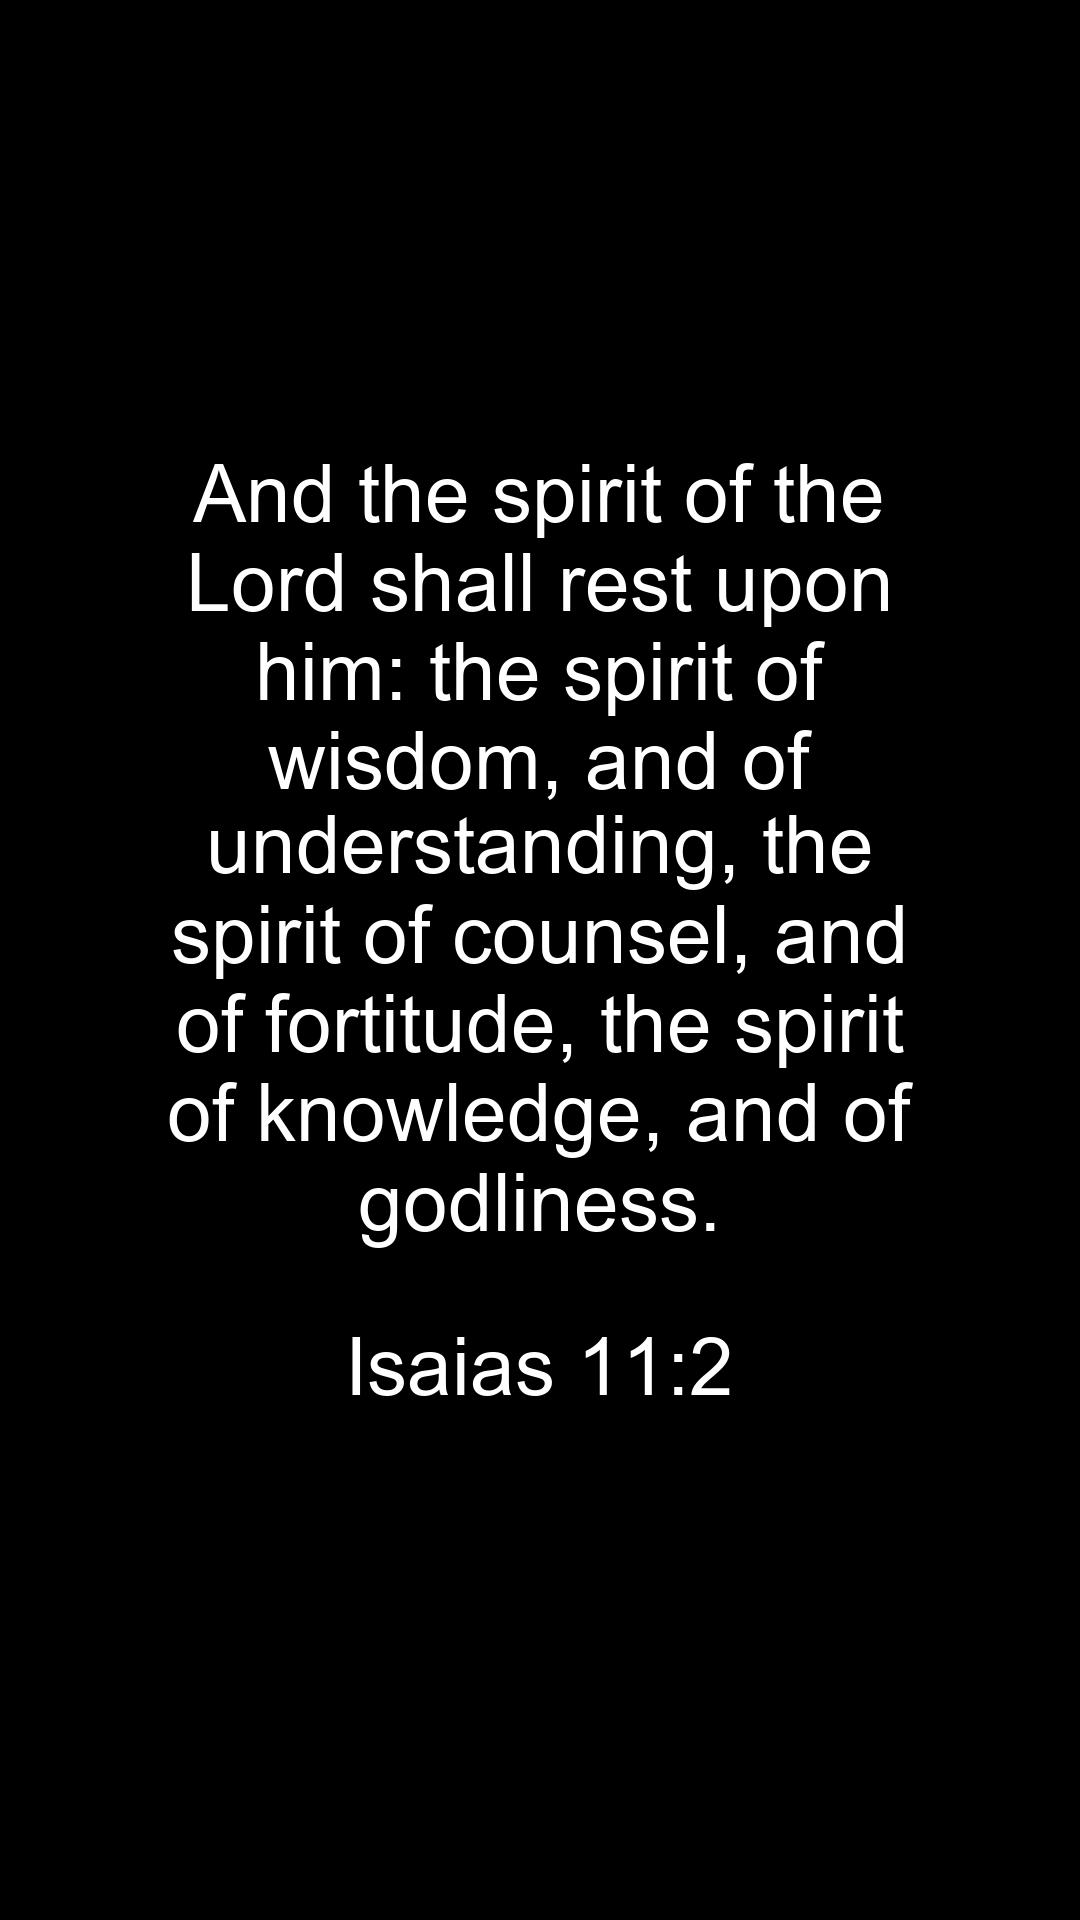 And the spirit of the
Lord shall rest upon
him: the spirit of
wisdom, and of
understanding, the
spirit of counsel, and
of fortitude, the spirit
of knowledge, and of
godliness.
Isaias 11:2